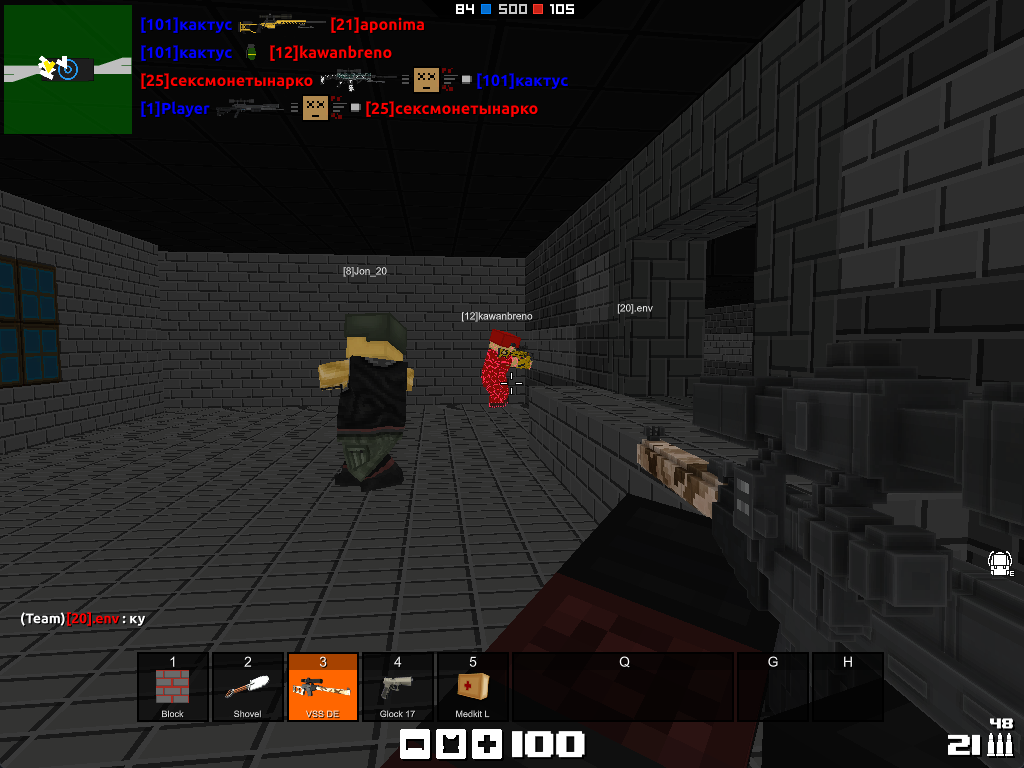 84 500 105
[101]кактус [21]aponima
[101]кактус [12]kawanbreno
[25]сексмонетынарко [101]кактус
[1]Player [25]сексмонетынарко
[8]Jon_20
[12]kawanbreno
[20].env
E
(Team)[20].env : ку
1 2 3 4 5 Q G H
Block Shovel VSS DE Glock 17 Medkit L
100
48
21